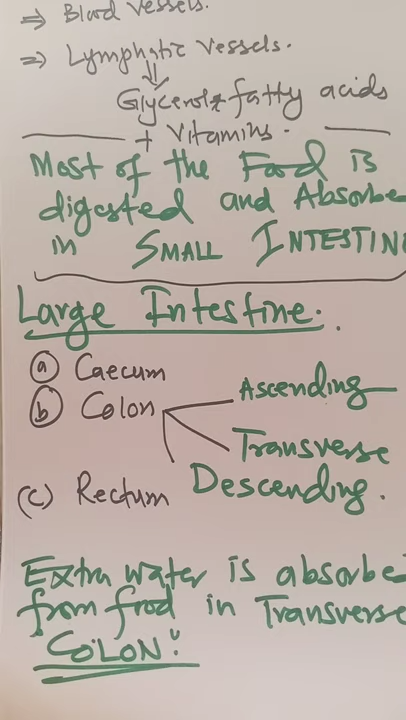 ⇒ Blood Vessels.
⇒ Lymphatic Vessels.
⇓
Glycerol + fatty acids
+ Vitamins.
Most of the Food is
digested and Absorbe
in SMALL INTESTIN
Large Intestine.
(a) Caecum
(b) Colon
Ascending
Transverse
Descending.
(c) Rectum
Extra water is absorbe
from food in Transverse
COLON.